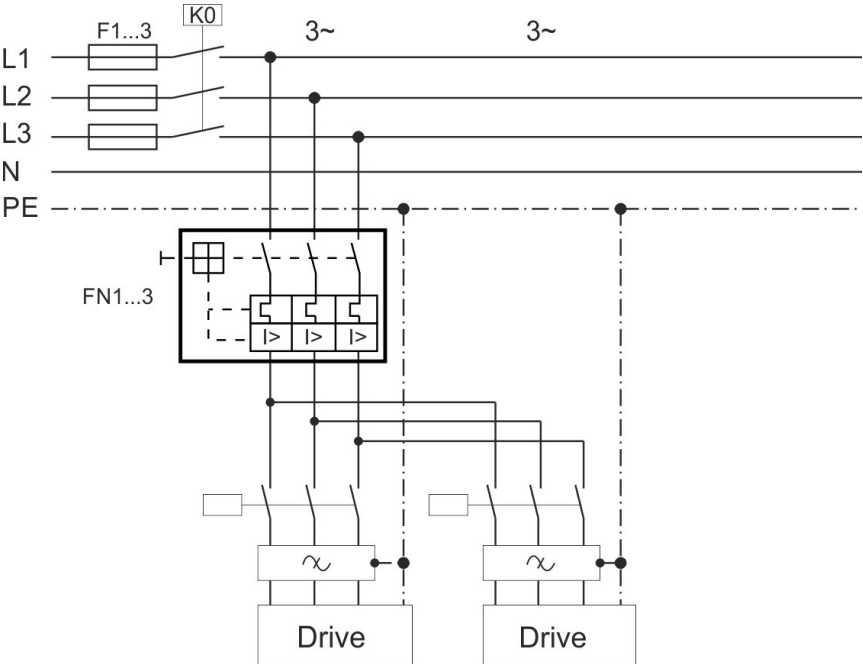 K0
F1...3
3~
3~
L1
L2
L3
N
PE
FN1...3
I> I> I>
Drive
Drive